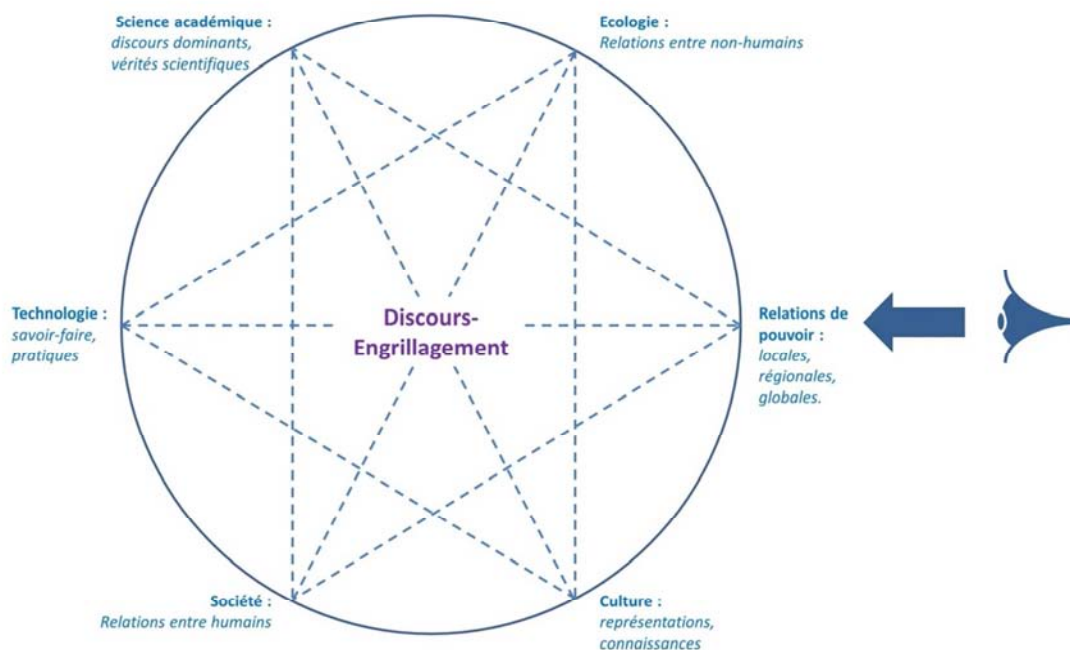 Science académique :
discours dominants,
vérités scientifiques
Ecologie :
Relations entre non-humains
Technologie :
savoir-faire,
pratiques
Discours-
Engrillagement
Relations de
pouvoir :
locales,
régionales,
globales.
Société :
Relations entre humains
Culture :
représentations,
connaissances